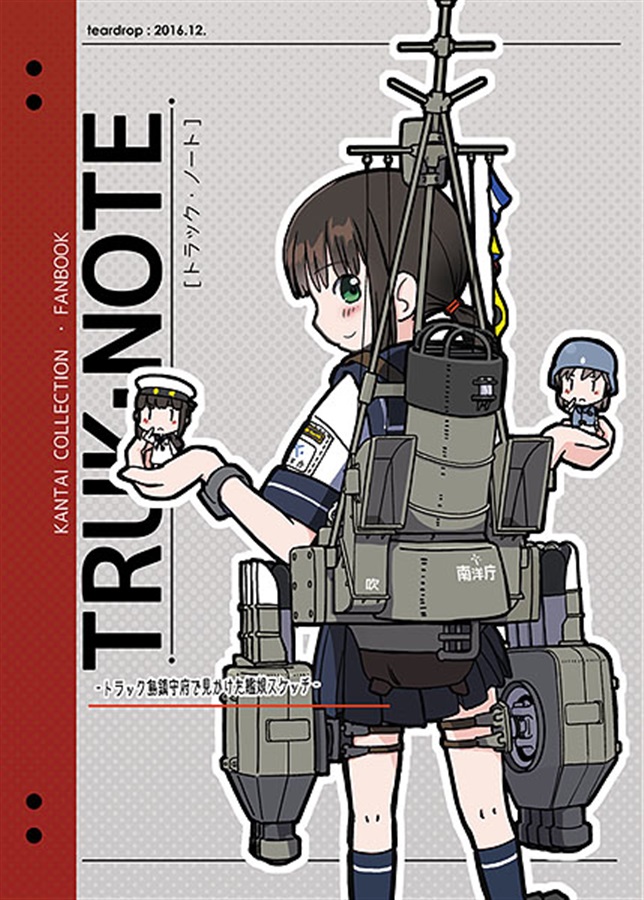 teardrop : 2016.12.
KANTAI COLLECTION ・ FANBOOK
TRUK-NOTE
[トラック・ノート]
-トラック島鎮守府で見かけた艦娘スケッチ-
吹
南洋庁